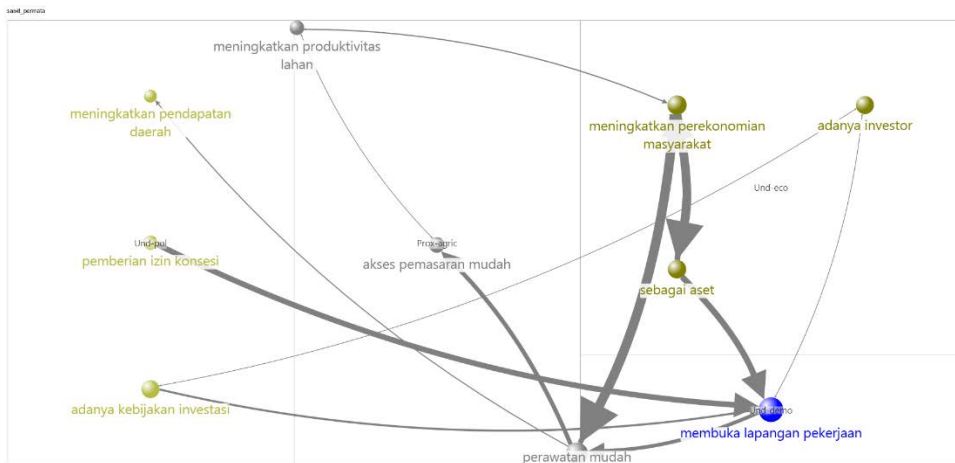 sawit_permata
meningkatkan produktivitas
lahan
meningkatkan pendapatan
daerah
meningkatkan perekonomian
masyarakat
adanya investor
Und-eco
Und-pol
pemberian izin konsesi
Prox-agric
akses pemasaran mudah
sebagai aset
adanya kebijakan investasi
Und-demo
membuka lapangan pekerjaan
perawatan mudah